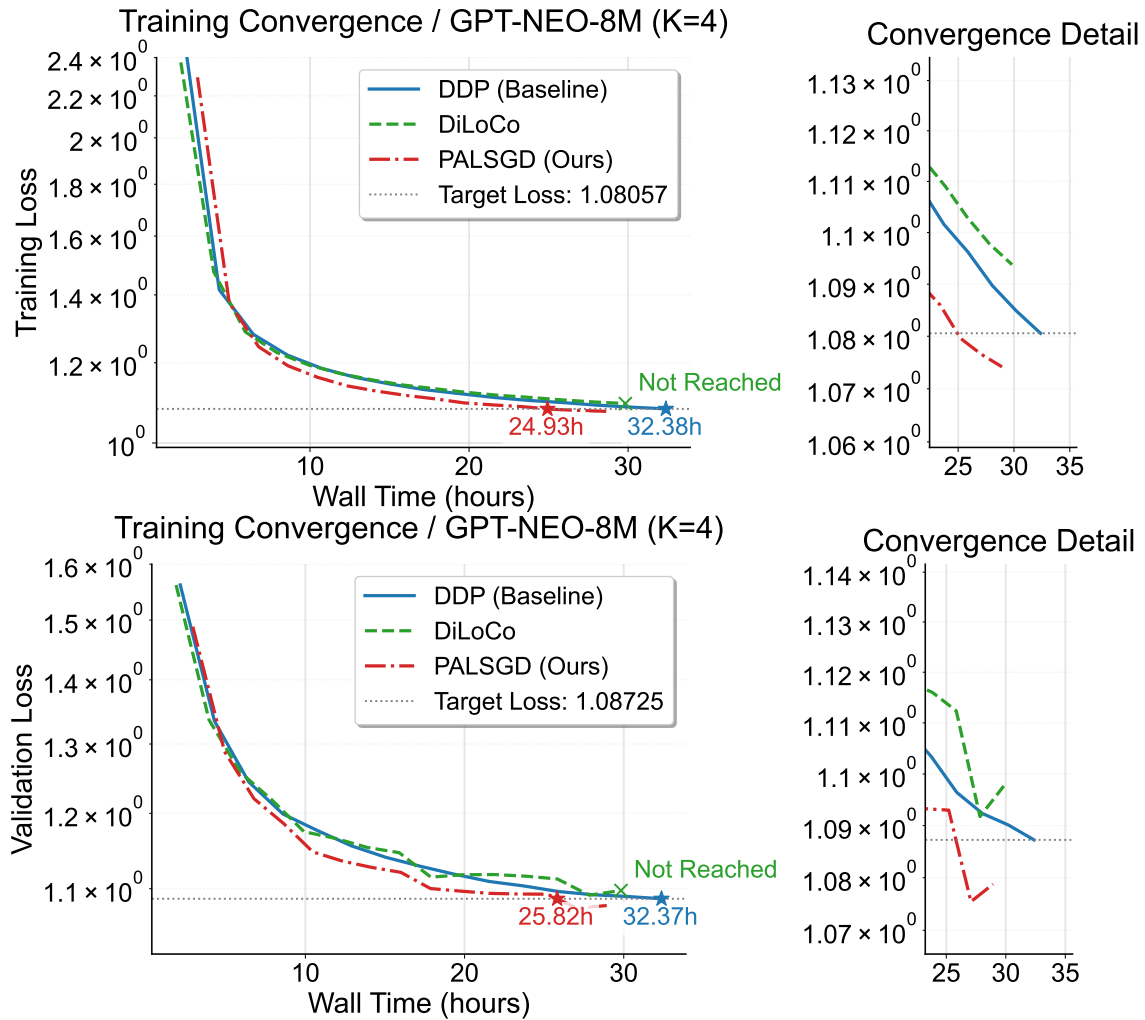 Training Convergence / GPT-NEO-8M (K=4)
Training Loss
2.4 × 10⁰
2.2 × 10⁰
2 × 10⁰
1.8 × 10⁰
1.6 × 10⁰
1.4 × 10⁰
1.2 × 10⁰
10⁰
DDP (Baseline)
DiLoCo
PALSGD (Ours)
Target Loss: 1.08057
Not Reached
24.93h
32.38h
10
20
30
Wall Time (hours)
Convergence Detail
1.13 × 10⁰
1.12 × 10⁰
1.11 × 10⁰
1.1 × 10⁰
1.09 × 10⁰
1.08 × 10⁰
1.07 × 10⁰
1.06 × 10⁰
25
30
35
Training Convergence / GPT-NEO-8M (K=4)
Validation Loss
1.6 × 10⁰
1.5 × 10⁰
1.4 × 10⁰
1.3 × 10⁰
1.2 × 10⁰
1.1 × 10⁰
DDP (Baseline)
DiLoCo
PALSGD (Ours)
Target Loss: 1.08725
Not Reached
25.82h
32.37h
10
20
30
Wall Time (hours)
Convergence Detail
1.14 × 10⁰
1.13 × 10⁰
1.12 × 10⁰
1.11 × 10⁰
1.1 × 10⁰
1.09 × 10⁰
1.08 × 10⁰
1.07 × 10⁰
25
30
35